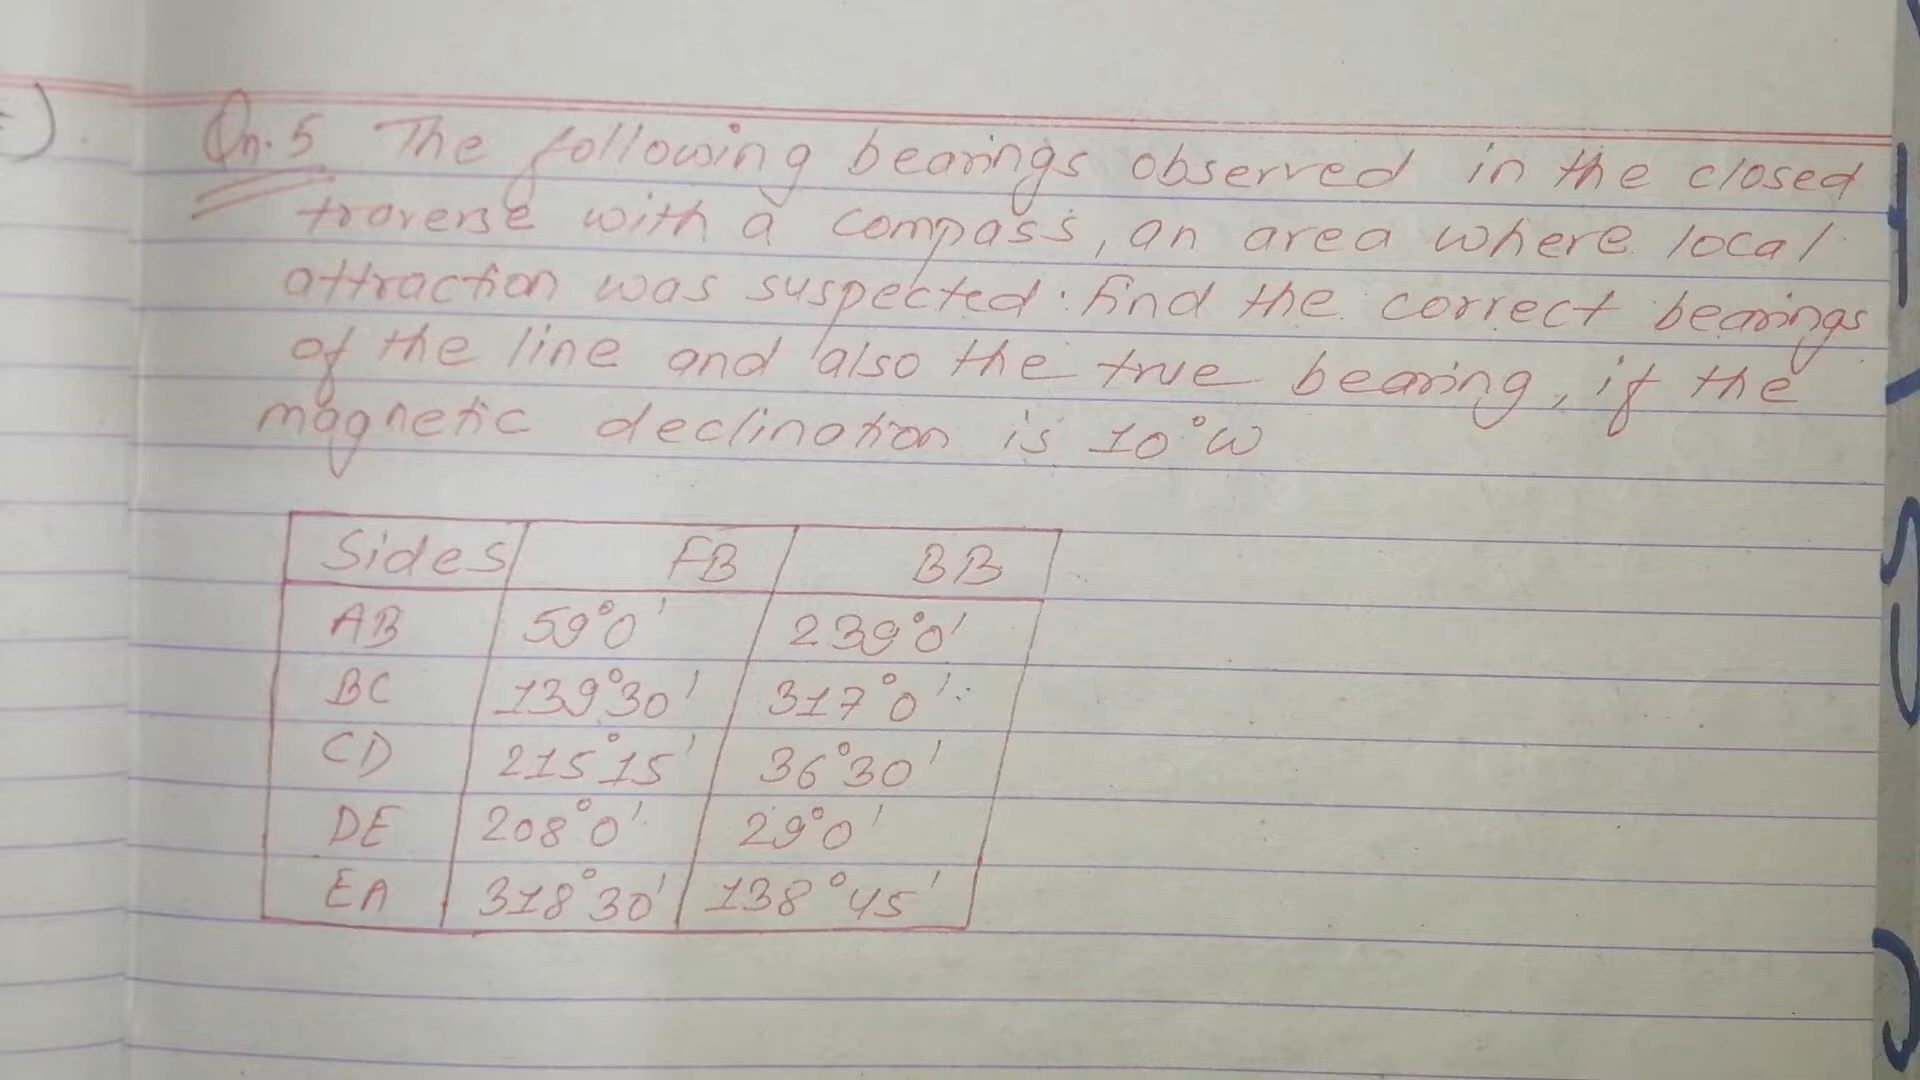 Qn.5 The following bearings observed in the closed
traverse with a compass, an area where local
attraction was suspected. find the correct bearings
of the line and also the true bearing, if the
magnetic declination is 10°W
Sides FB BB
AB 59°0' 239°0'
BC 139°30' 317°0'
CD 215°15' 36°30'
DE 208°0' 29°0'
EA 318°30' 138°45'